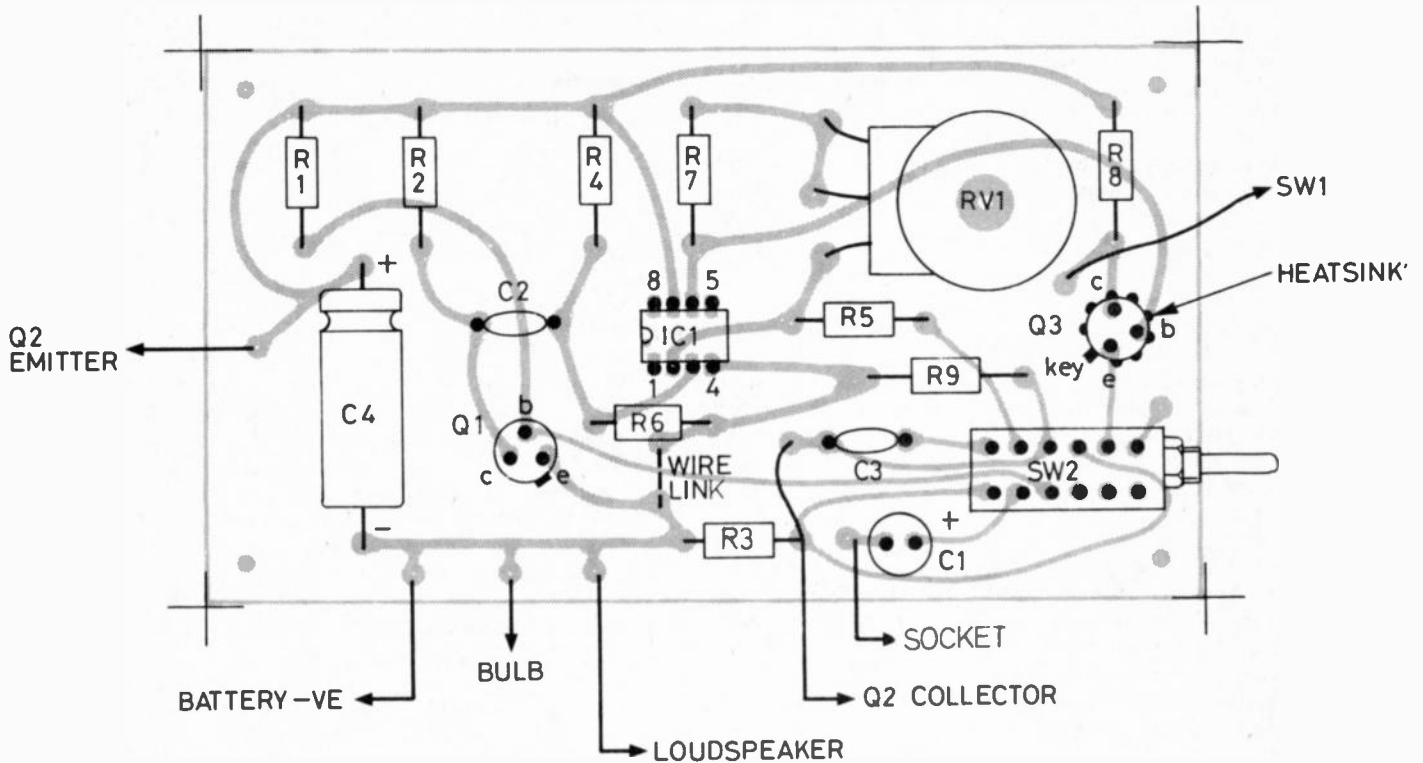 R
1
R
2
R
4
R
7
RV1
R
8
SW1
HEATSINK'
+
C2
8 5
IC1
1 4
R5
Q3
c
b
key
e
Q2
EMITTER
C4
R9
Q1
b
c
e
R6
WIRE
LINK
C3
SW2
-
R3
+
C1
SOCKET
BULB
BATTERY –VE
Q2 COLLECTOR
LOUDSPEAKER